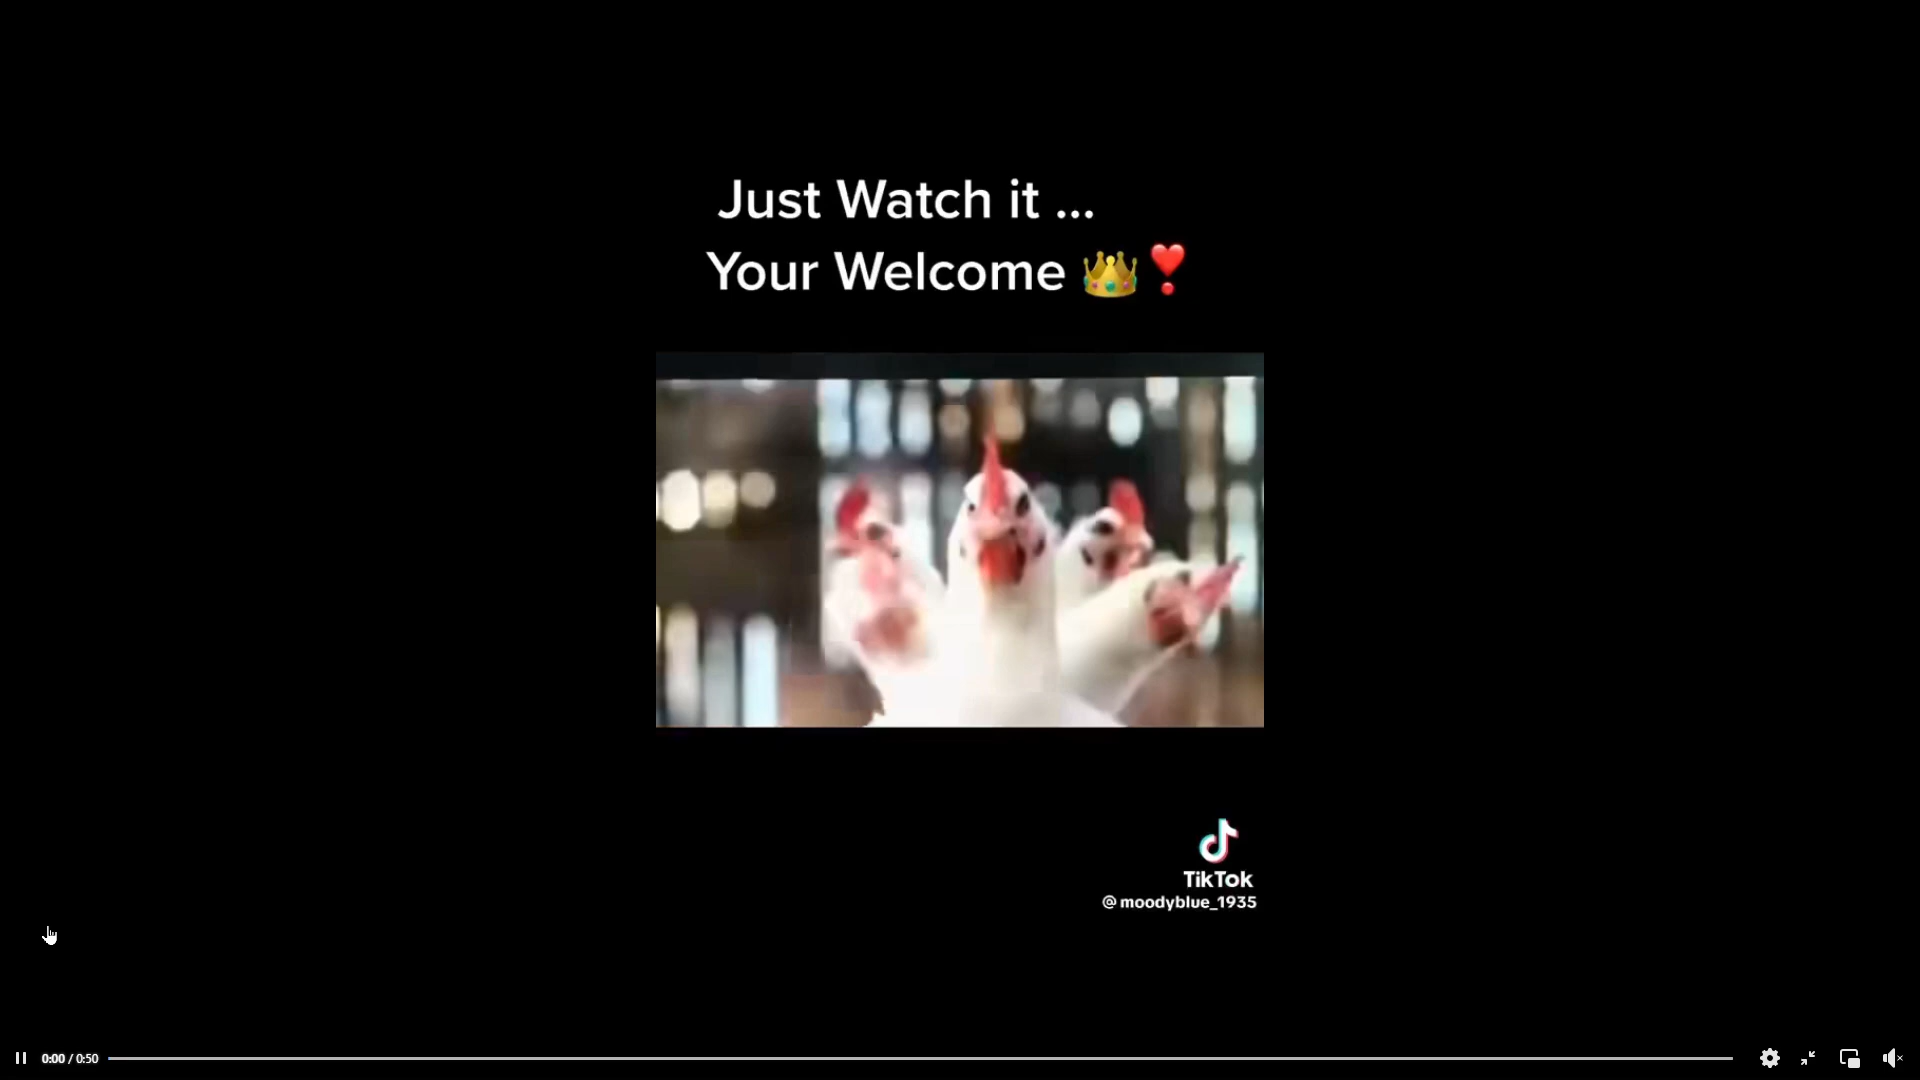 Just Watch it ...
Your Welcome 👑❣️
TikTok
@moodyblue_1935
0:00 / 0:50